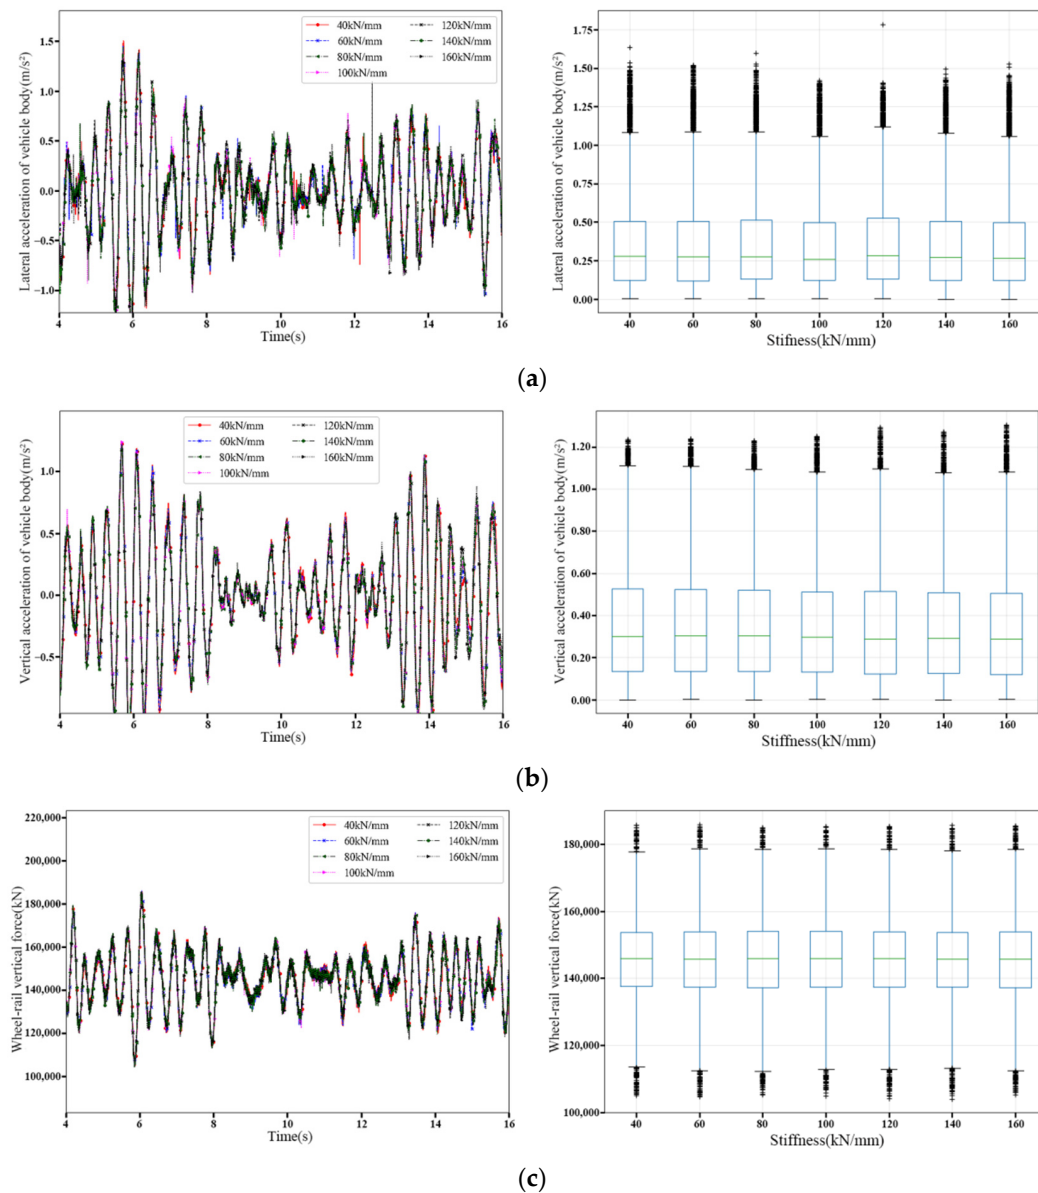 Lateral acceleration of vehicle body(m/s²)
1.5
1.0
0.5
0.0
−0.5
−1.0
40kN/mm 120kN/mm
60kN/mm 140kN/mm
80kN/mm 160kN/mm
100kN/mm
4 6 8 10 12 14 16
Time(s)
Lateral acceleration of vehicle body(m/s²)
1.75
1.50
1.25
1.00
0.75
0.50
0.25
0.00
40 60 80 100 120 140 160
Stifness(kN/mm)
(a)
Vertical acceleration of vehicle body(m/s²)
1.0
0.5
0.0
−0.5
40kN/mm 120kN/mm
60kN/mm 140kN/mm
80kN/mm 160kN/mm
100kN/mm
4 6 8 10 12 14 16
Time(s)
Vertical acceleration of vehicle body(m/s²)
1.20
1.00
0.80
0.60
0.40
0.20
0.00
40 60 80 100 120 140 160
Stiffness(kN/mm)
(b)
Wheel-rail vertical force(kN)
220,000
200,000
180,000
160,000
140,000
120,000
100,000
40kN/mm 120kN/mm
60kN/mm 140kN/mm
80kN/mm 160kN/mm
100kN/mm
4 6 8 10 12 14 16
Time(s)
Wheel-rail vertical force(kN)
180,000
160,000
140,000
120,000
100,000
40 60 80 100 120 140 160
Stiffness(kN/mm)
(c)